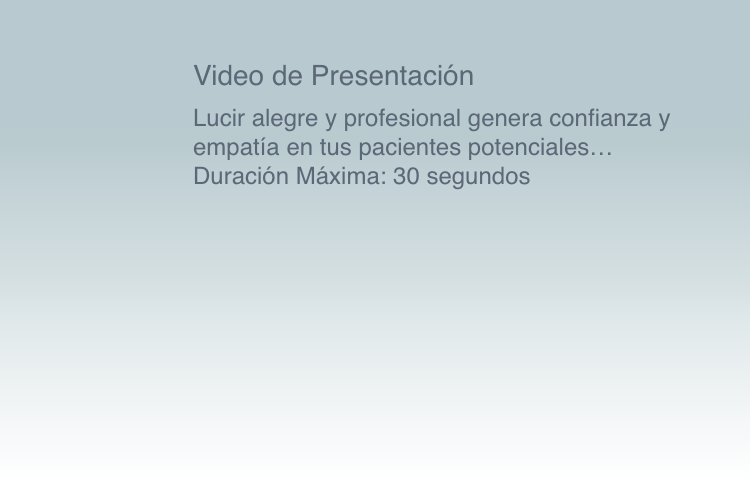 Video de Presentación
Lucir alegre y profesional genera confianza y
empatía en tus pacientes potenciales…
Duración Máxima: 30 segundos